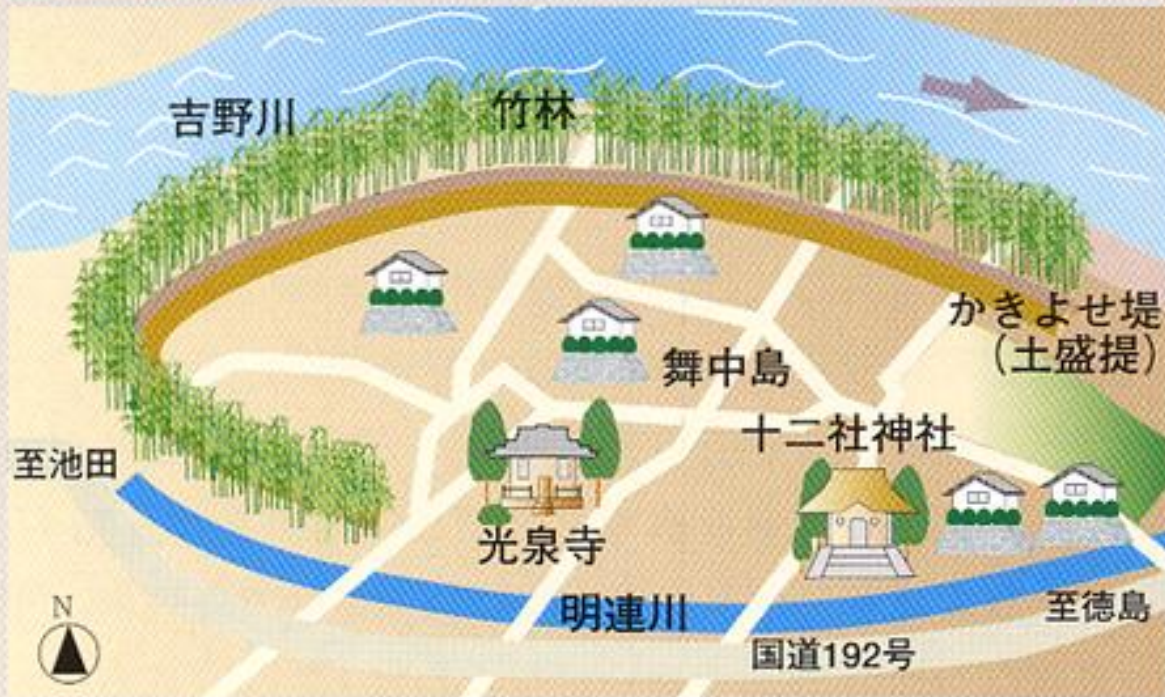 吉野川
竹林
かきよせ堤
(土盛提)
舞中島
十二社神社
至池田
光泉寺
明連川
至徳島
国道192号
N